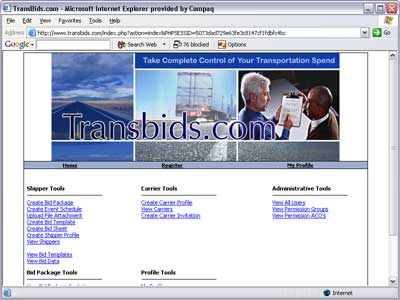 TransBids.com - Microsoft Internet Explorer provided by Compaq
File Edit View Favorites Tools Help
Address http://www.transbids.com/index.php?action=index&PHPSESSID=5073dad729e63fe3c8147cf1fdbfc4bc Go
Google Search Web 76 blocked Options
Take Complete Control of Your Transportation Spend
Transbids.com
Home Register My Profile
Shipper Tools Carrier Tools Administrative Tools
Create Bid Package Create Carrier Profile View All Users
Create Event Schedule View Carriers View Permission Groups
Upload File Attachment Create Carrier Invitation View Permission ACO's
Create Bid Template
Create Bid Sheet
Create Shipper Profile
View Shippers
View Bid Templates
View Bid Data
Bid Package Tools Profile Tools
Internet